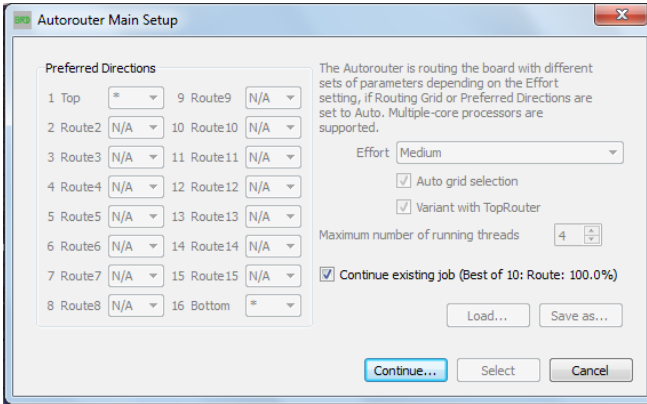 BRD Autorouter Main Setup
Preferred Directions
1 Top * 9 Route9 N/A
2 Route2 N/A 10 Route10 N/A
3 Route3 N/A 11 Route11 N/A
4 Route4 N/A 12 Route12 N/A
5 Route5 N/A 13 Route13 N/A
6 Route6 N/A 14 Route14 N/A
7 Route7 N/A 15 Route15 N/A
8 Route8 N/A 16 Bottom *
The Autorouter is routing the board with different
sets of parameters depending on the Effort
setting, if Routing Grid or Preferred Directions are
set to Auto. Multiple-core processors are
supported.
Effort Medium
Auto grid selection
Variant with TopRouter
Maximum number of running threads 4
Continue existing job (Best of 10: Route: 100.0%)
Load... Save as...
Continue... Select Cancel